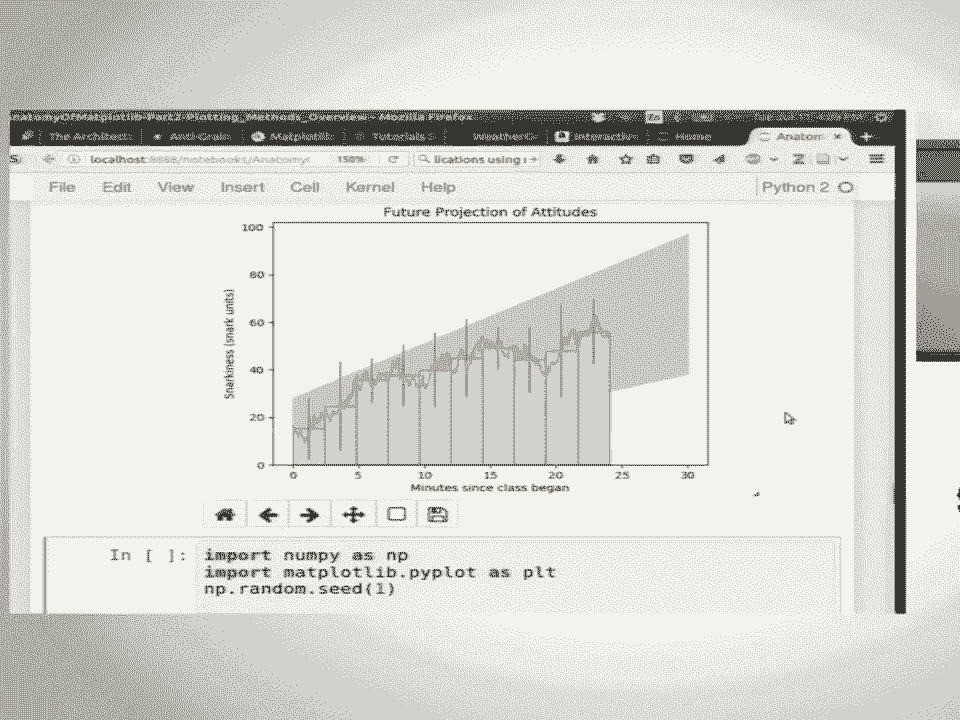 natomyOfMatplotlib-Part2-Plotting_Methods_Overview - Mozilla Firefox
En
The Architect Anti-Grain Matplotlib Tutorials Interactiv Home Anatom
localhost:8888/notebooks/Anatomy 150% lications using
File Edit View Insert Cell Kernel Help Python 2
Future Projection of Attitudes
100
80
60
40
20
0
Snarkiness (snark units)
0 5 10 15 20 25 30
Minutes since class began
In [ ]: import numpy as np
import matplotlib.pyplot as plt
np.random.seed(1)